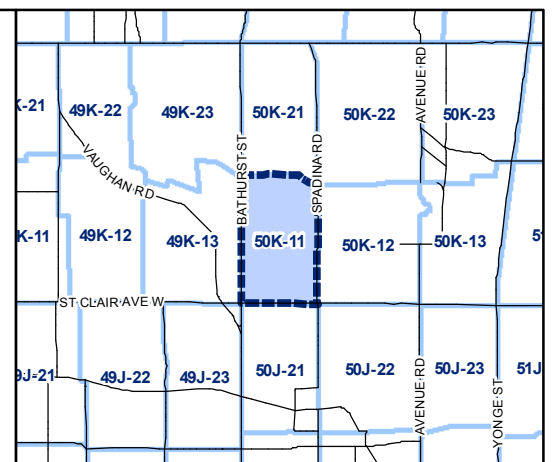 AVENUE RD
K-21
49K-22
49K-23
50K-21
50K-22
50K-23
VAUGHAN RD
BATHURST ST
SPADINA RD
K-11
49K-12
49K-13
50K-11
50K-12
50K-13
5
ST CLAIR AVE W
9J-21
49J-22
49J-23
50J-21
50J-22
50J-23
51J
AVENUE RD
YONGE ST